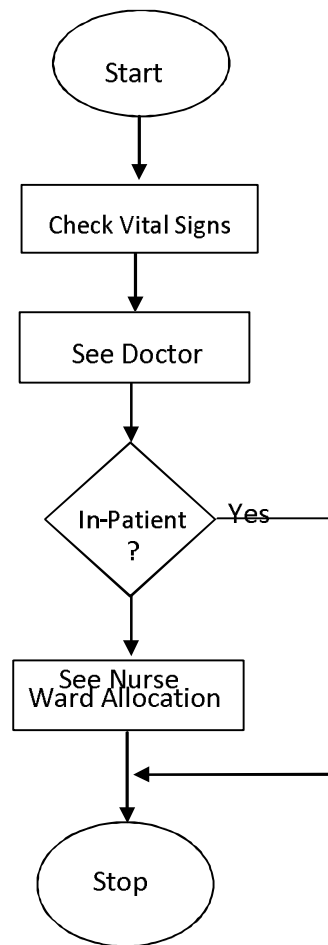 Start
Check Vital Signs
See Doctor
In-Patient
?
Yes
See Nurse
Ward Allocation
Stop